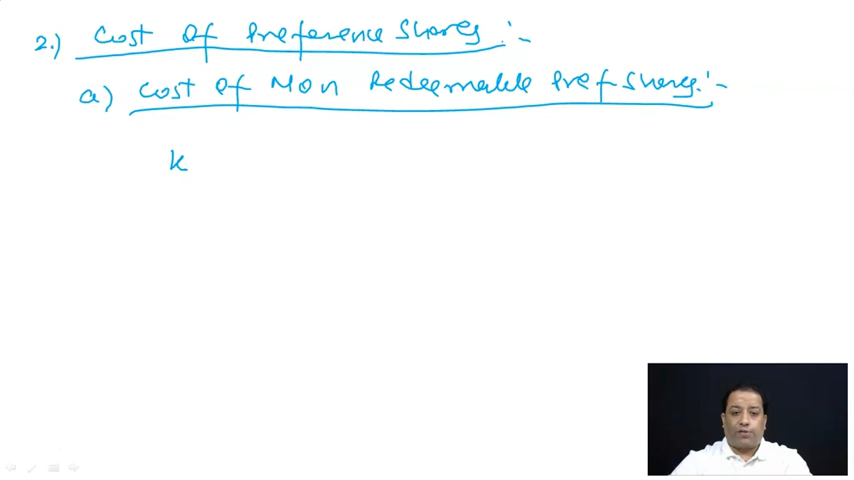 2.) Cost Of Preference Shares :-
a) Cost Of Non Redeemable Pref Shares :-
K